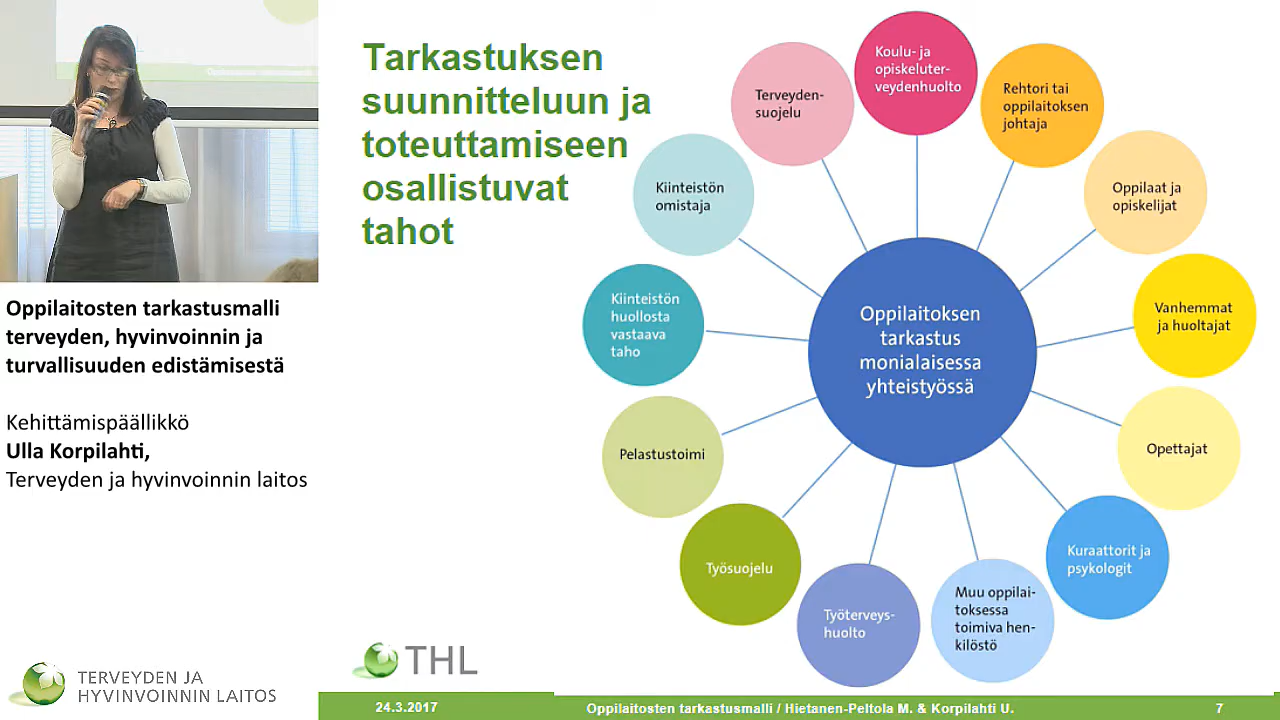 Oppilaitosten tarkastusmalli
terveyden, hyvinvoinnin ja
turvallisuuden edistämisestä
Kehittämispäällikkö
Ulla Korpilahti,
Terveyden ja hyvinvoinnin laitos
TERVEYDEN JA
HYVINVOINNIN LAITOS
Tarkastuksen
suunnitteluun ja
toteuttamiseen
osallistuvat
tahot
Koulu- ja
opiskeluter-
veydenhuolto
Rehtori tai
oppilaitoksen
johtaja
Oppilaat ja
opiskelijat
Vanhemmat
ja huoltajat
Opettajat
Kuraattorit ja
psykologit
Muu oppilai-
toksessa
toimiva hen-
kilöstö
Työterveys-
huolto
Työsuojelu
Pelastustoimi
Kiinteistön
huollosta
vastaava
taho
Kiinteistön
omistaja
Terveyden-
suojelu
Oppilaitoksen
tarkastus
monialaisessa
yhteistyössä
THL
24.3.2017
Oppilaitosten tarkastusmalli / Hietanen-Peltola M. & Korpilahti U.
7